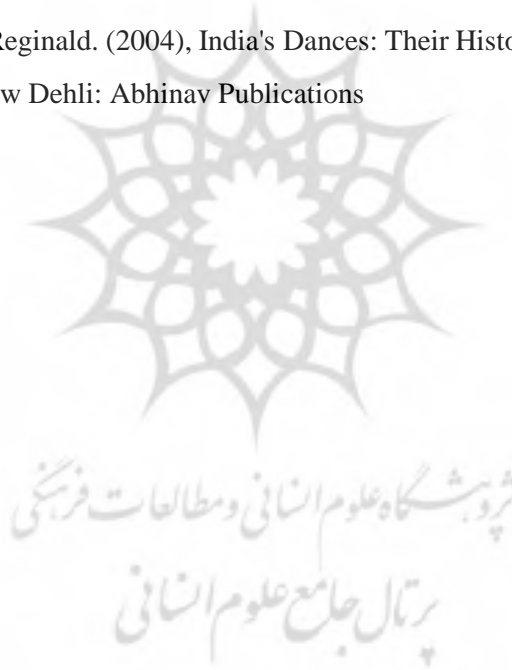 Reginald. (2004), India's Dances: Their Histo
w Dehli: Abhinav Publications
پژوهشگاه علوم انسانی و مطالعات فرهنگی
پرتال جامع علوم انسانی